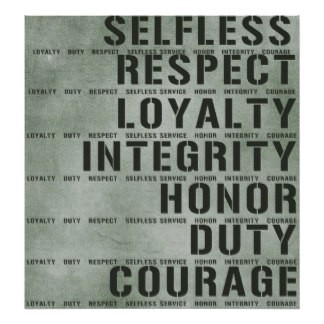 SELFLESS
LOYALTY DUTY RESPECT SELFLESS SERVICE HONOR INTEGRITY COURAGE
RESPECT
LOYALTY DUTY RESPECT SELFLESS SERVICE HONOR INTEGRITY COURAGE
LOYALTY
LOYALTY DUTY RESPECT SELFLESS SERVICE HONOR INTEGRITY COURAGE
INTEGRITY
LOYALTY DUTY RESPECT SELFLESS SERVICE HONOR INTEGRITY COURAGE
HONOR
LOYALTY DUTY RESPECT SELFLESS SERVICE HONOR INTEGRITY COURAGE
DUTY
LOYALTY DUTY RESPECT SELFLESS SERVICE HONOR INTEGRITY COURAGE
COURAGE
LOYALTY DUTY RESPECT SELFLESS SERVICE HONOR INTEGRITY COURAGE